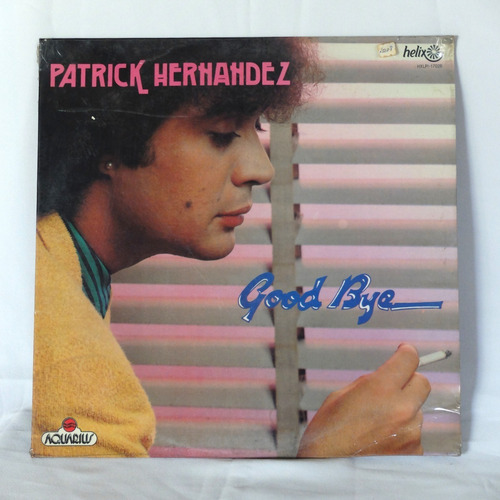 helix
PATRICK HERNANDEZ
Good Bye
AQUARIUS